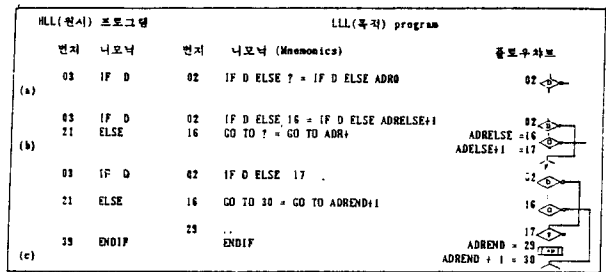 HLL(원시) 프로그램 LLL(목적) program
번지 니모닉 번지 니모닉 (Mnemonics) 플로우챠트
03 IF D 02 IF D ELSE ? = IF D ELSE ADR0 02 D
(a)
03 IF D 02 IF D ELSE 16 = IF D ELSE ADRELSE+1 02
21 ELSE 16 GO TO ? = GO TO ADR+ ADRELSE =16
(b) ADELSE+1 =17
03 IF D 02 IF D ELSE 17 02 D
21 ELSE 16 GO TO 30 = GO TO ADREND+1 16
29 .. 17
39 ENDIF ENDIF ADREND = 29
(c) ADREND + 1 = 30